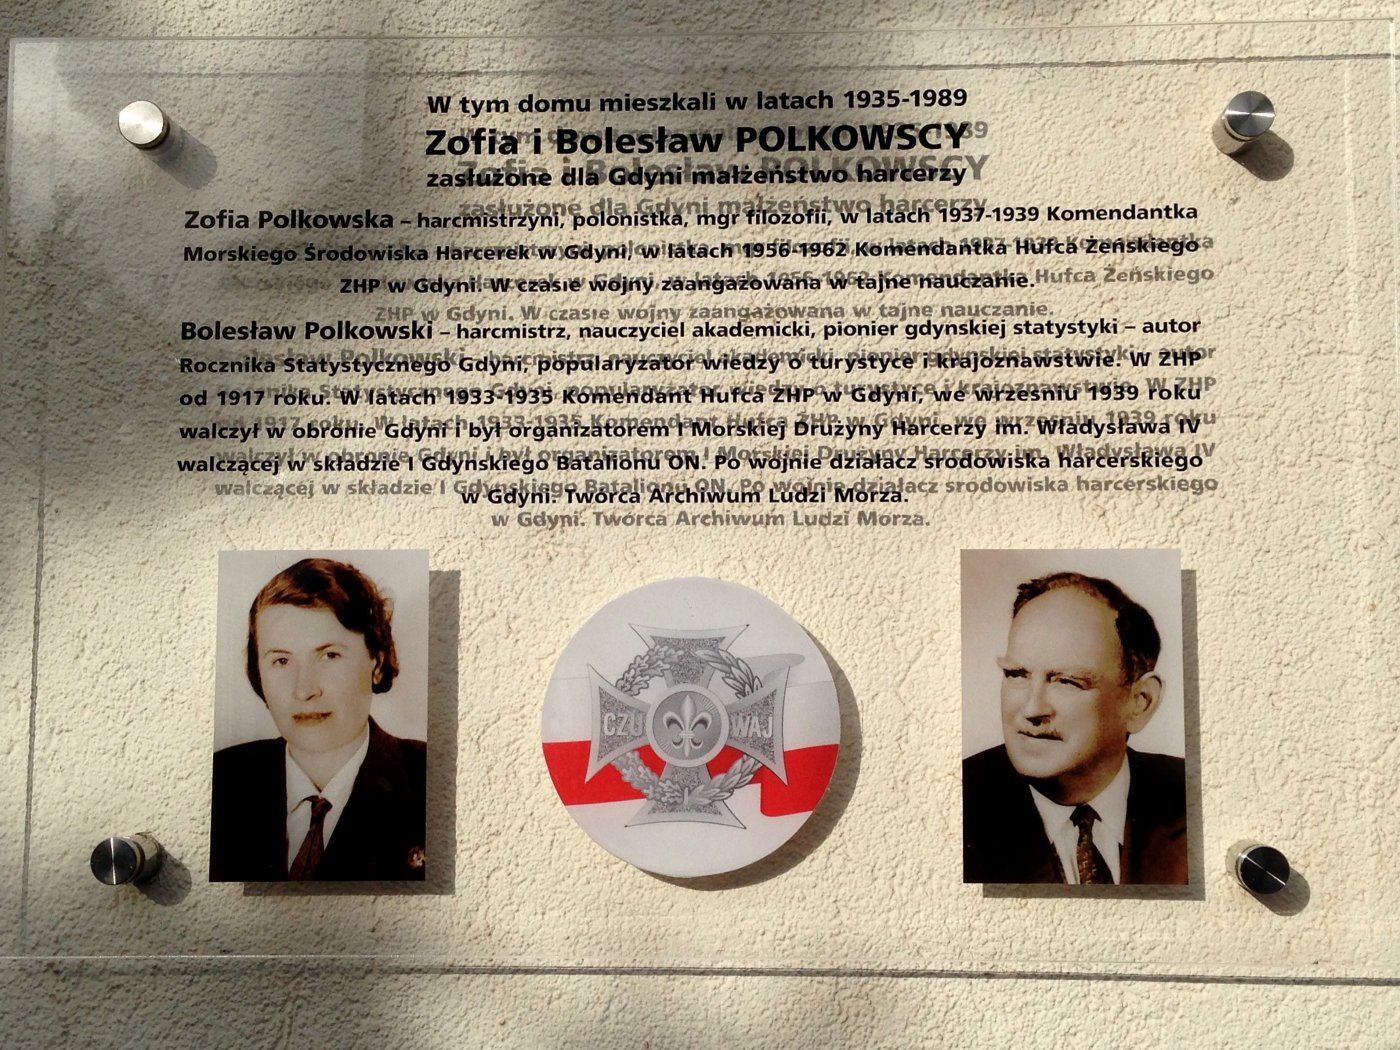 W tym domu mieszkali w latach 1935-1989
Zofia i Bolesław POLKOWSCY
zasłużone dla Gdyni małżeństwo harcerzy
Zofia Polkowska – harcmistrzyni, polonistka, mgr filozofii, w latach 1937-1939 Komendantka
Morskiego Środowiska Harcerek w Gdyni, w latach 1956-1962 Komendantka Hufca Żeńskiego
ZHP w Gdyni. W czasie wojny zaangażowana w tajne nauczanie.
Bolesław Polkowski – harcmistrz, nauczyciel akademicki, pionier gdynskiej statystyki – autor
Rocznika Statystycznego Gdyni, popularyzator wiedzy o turystyce i krajoznawstwie. W ZHP
od 1917 roku. W latach 1933-1935 Komendant Hufca ZHP w Gdyni, we wrzesniu 1939 roku
walczył w obronie Gdyni i był organizatorem I Morskiej Drużyny Harcerzy im. Władysława IV
walczącej w składzie I Gdynskiego Batalionu ON. Po wojnie działacz srodowiska harcerskiego
w Gdyni. Tworca Archiwum Ludzi Morza.
CZU WAJ